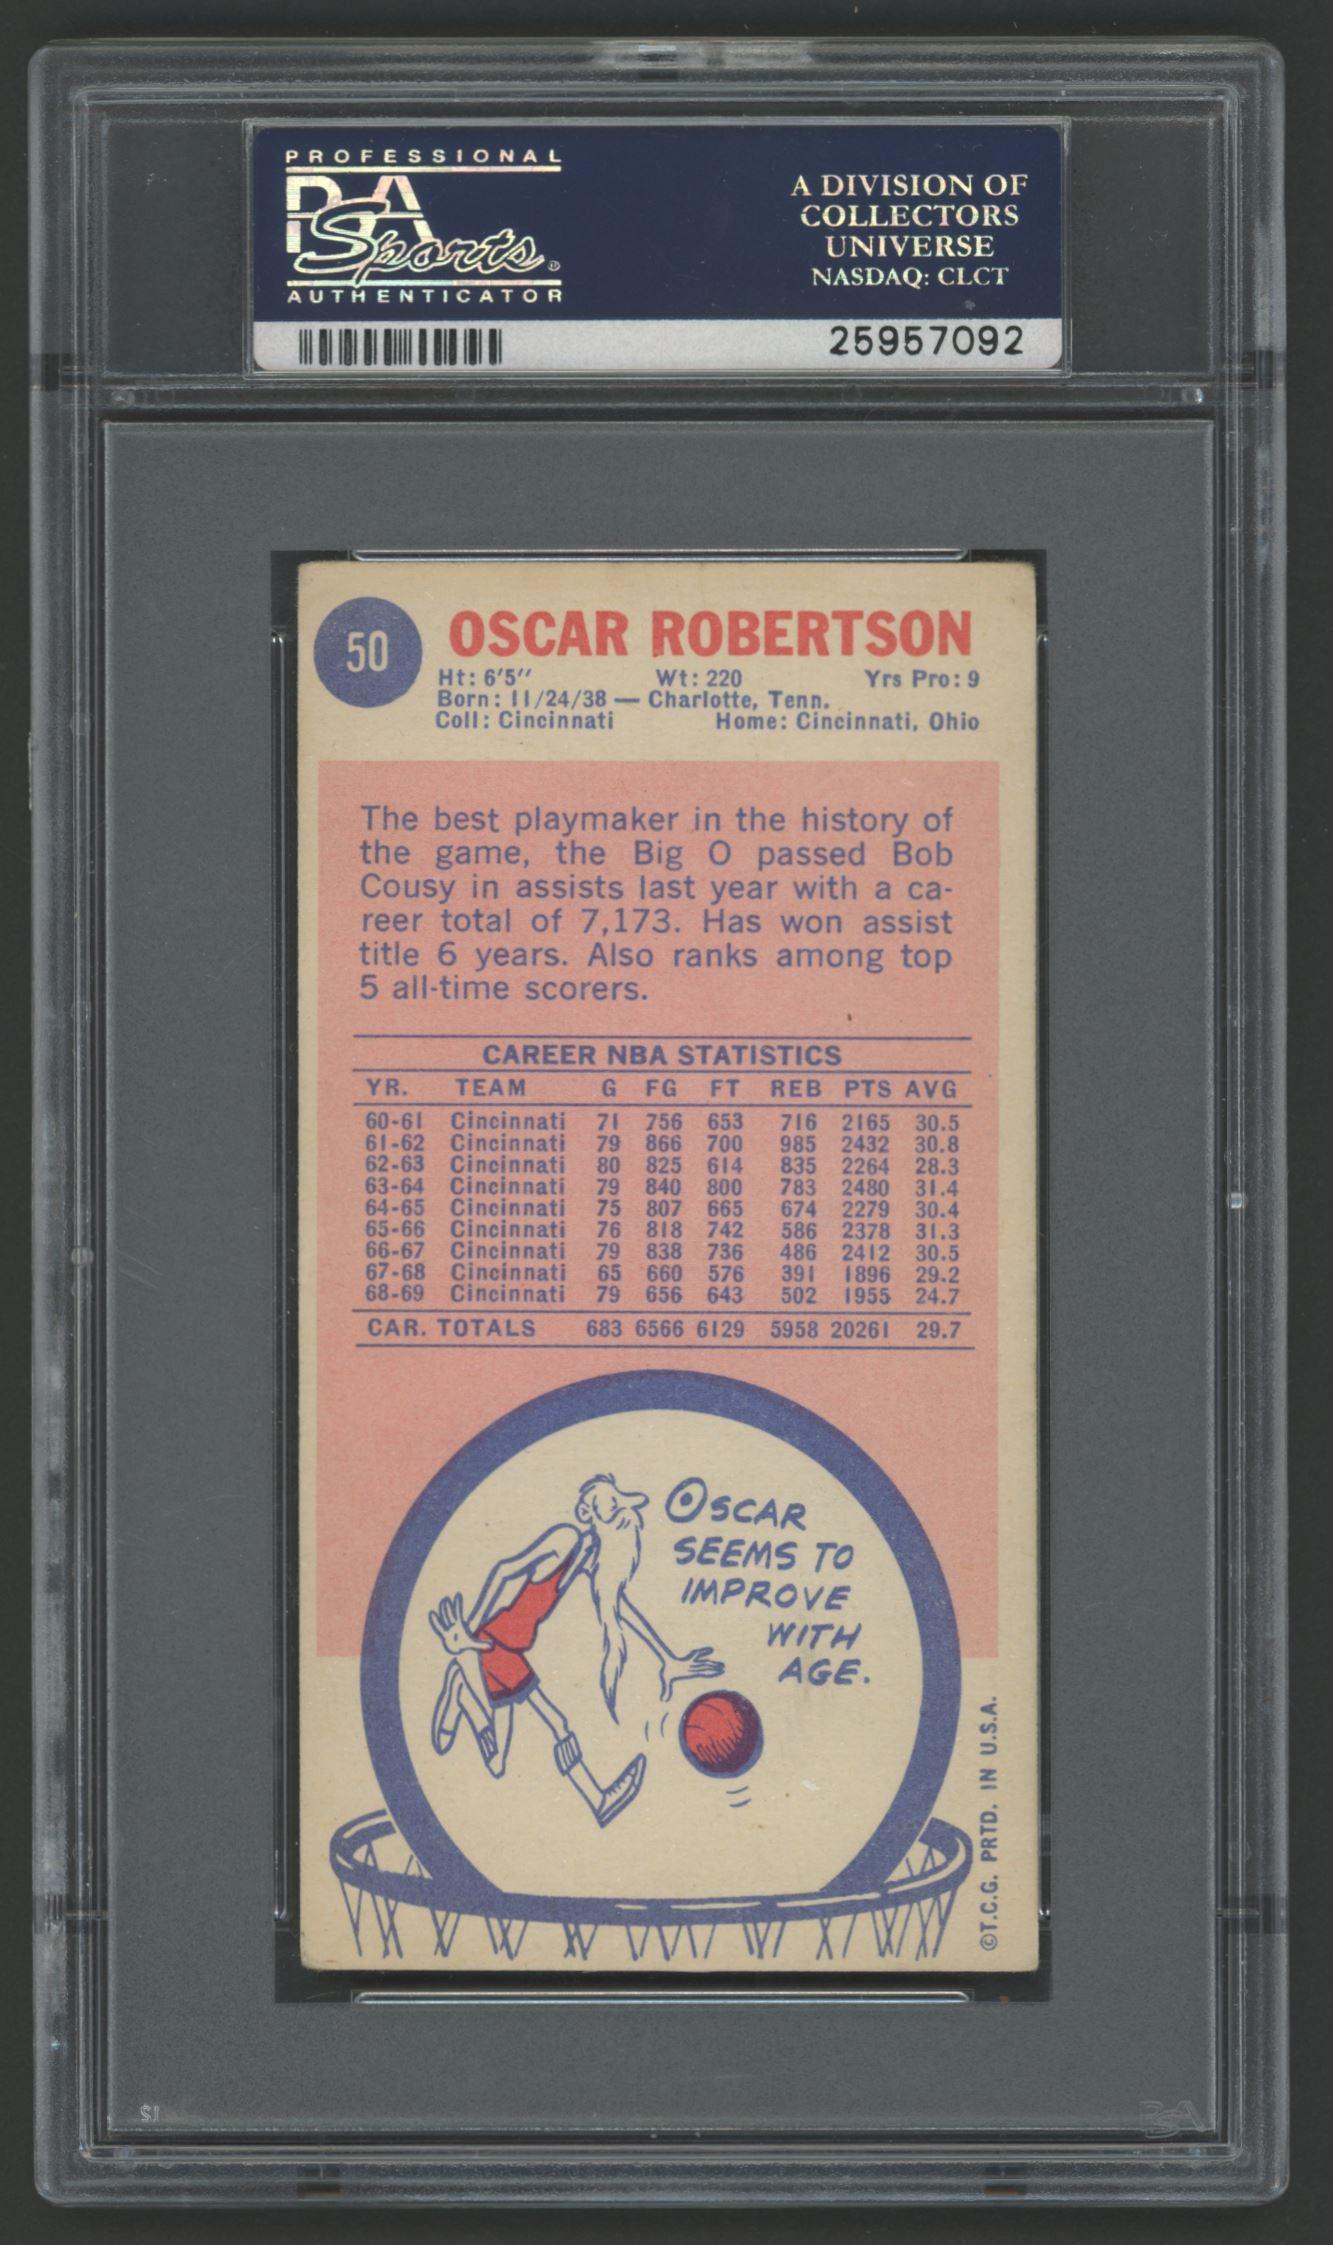 PROFESSIONAL
PSA
Sports
AUTHENTICATOR
A DIVISION OF
COLLECTORS
UNIVERSE
NASDAQ: CLCT
25957092
50
OSCAR ROBERTSON
Ht: 6'5" Wt: 220 Yrs Pro: 9
Born: 11/24/38 — Charlotte, Tenn.
Coll: Cincinnati Home: Cincinnati, Ohio
The best playmaker in the history of
the game, the Big O passed Bob
Cousy in assists last year with a ca-
reer total of 7,173. Has won assist
title 6 years. Also ranks among top
5 all-time scorers.
CAREER NBA STATISTICS
YR. TEAM G FG FT REB PTS AVG
60-61 Cincinnati 71 756 653 716 2165 30.5
61-62 Cincinnati 79 866 700 985 2432 30.8
62-63 Cincinnati 80 825 614 835 2264 28.3
63-64 Cincinnati 79 840 800 783 2480 31.4
64-65 Cincinnati 75 807 665 674 2279 30.4
65-66 Cincinnati 76 818 742 586 2378 31.3
66-67 Cincinnati 79 838 736 486 2412 30.5
67-68 Cincinnati 65 660 576 391 1896 29.2
68-69 Cincinnati 79 656 643 502 1955 24.7
CAR. TOTALS 683 6566 6129 5958 20261 29.7
OSCAR
SEEMS TO
IMPROVE
WITH
AGE.
©T.C.G. PRTD. IN U.S.A.
12
PSA